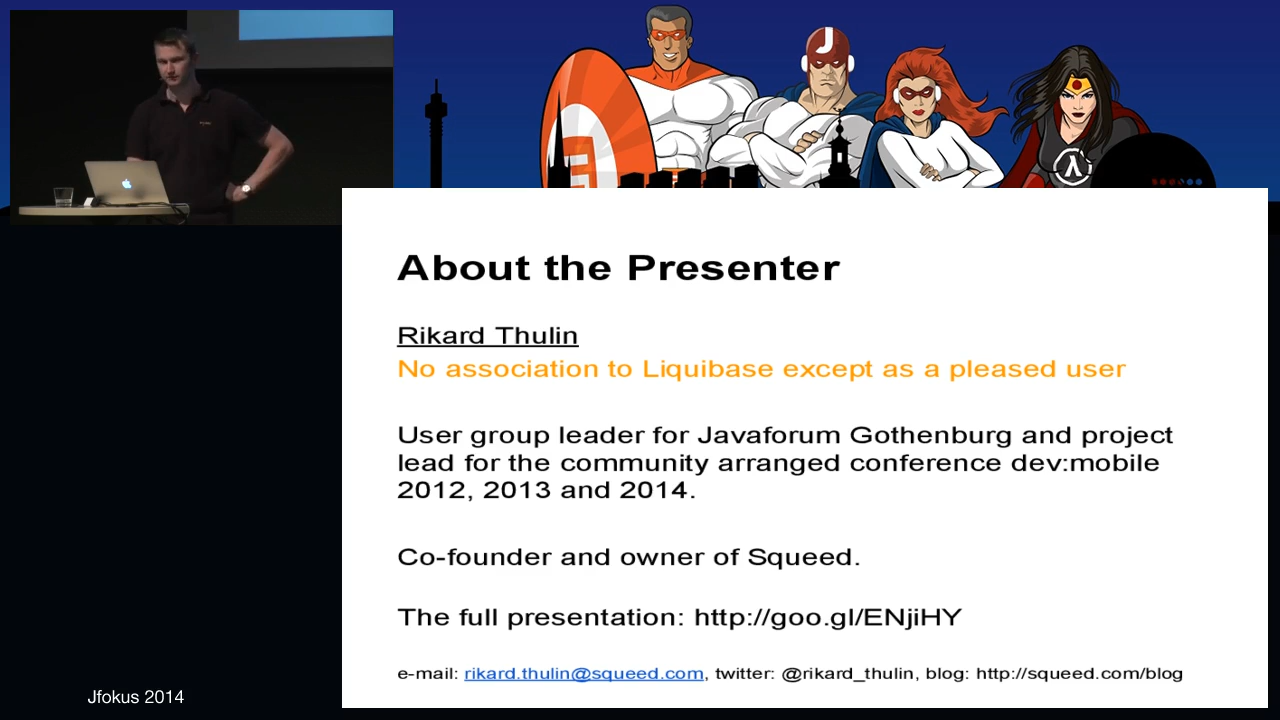 About the Presenter
Rikard Thulin
No association to Liquibase except as a pleased user
User group leader for Javaforum Gothenburg and project
lead for the community arranged conference dev:mobile
2012, 2013 and 2014.
Co-founder and owner of Squeed.
The full presentation: http://goo.gl/ENjiHY
e-mail: rikard.thulin@squeed.com, twitter: @rikard_thulin, blog: http://squeed.com/blog
Jfokus 2014